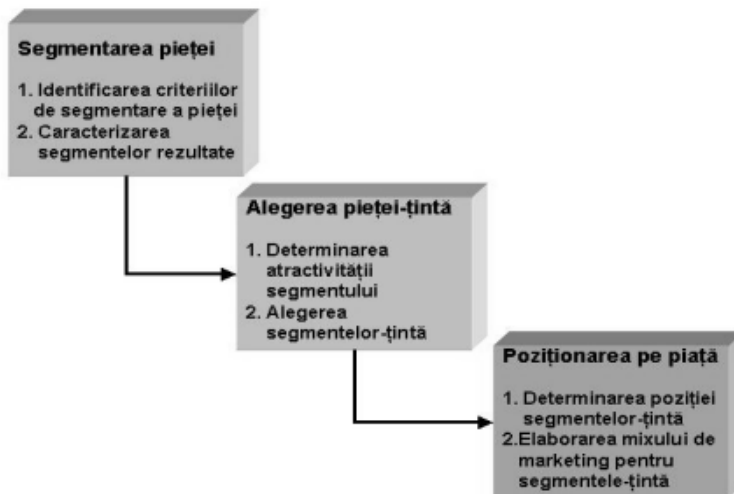 Segmentarea pieței
1. Identificarea criteriilor
de segmentare a pieței
2. Caracterizarea
segmentelor rezultate
Alegerea pieței-țintă
1. Determinarea
atractivității
segmentului
2. Alegerea
segmentelor-țintă
Poziționarea pe piață
1. Determinarea poziției
segmentelor-țintă
2.Elaborarea mixului de
marketing pentru
segmentele-țintă